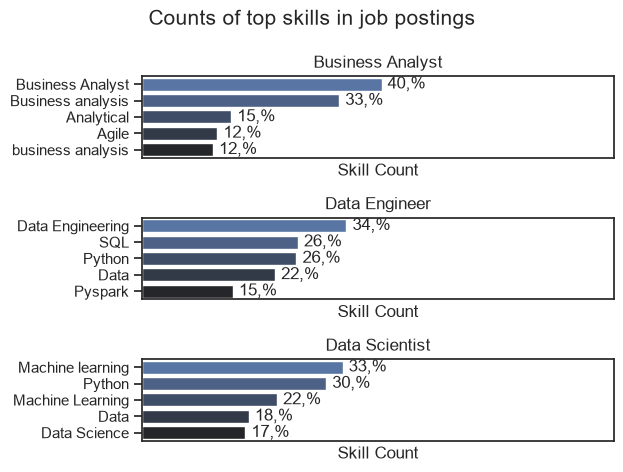 Counts of top skills in job postings
Business Analyst
Business Analyst 40,%
Business analysis 33,%
Analytical 15,%
Agile 12,%
business analysis 12,%
Skill Count
Data Engineer
Data Engineering 34,%
SQL 26,%
Python 26,%
Data 22,%
Pyspark 15,%
Skill Count
Data Scientist
Machine learning 33,%
Python 30,%
Machine Learning 22,%
Data 18,%
Data Science 17,%
Skill Count